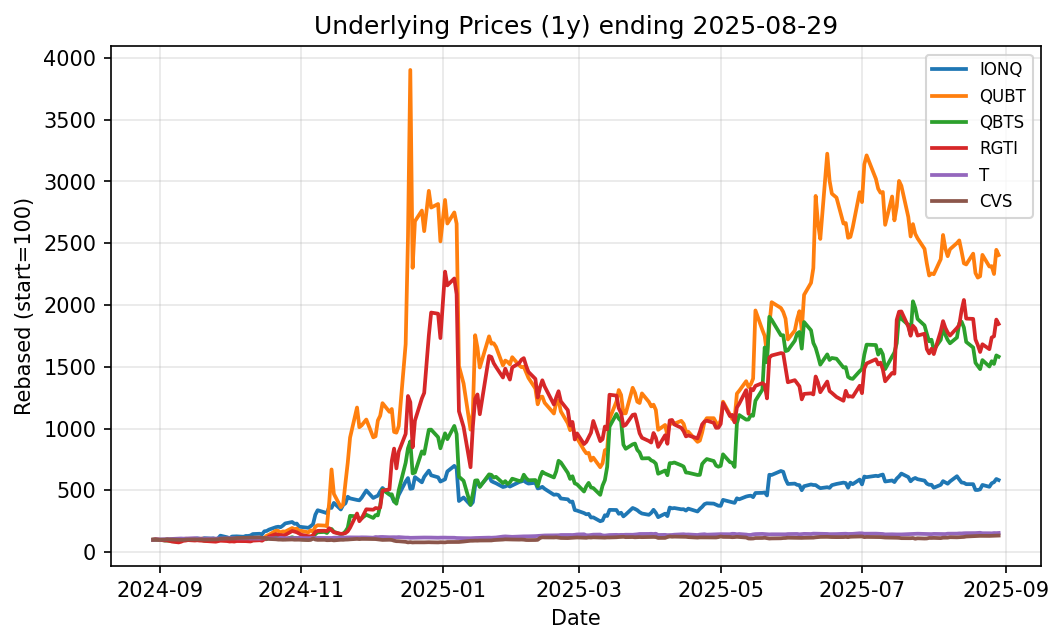 Underlying Prices (1y) ending 2025-08-29
Rebased (start=100)
4000
3500
3000
2500
2000
1500
1000
500
0
IONQ
QUBT
QBTS
RGTI
T
CVS
2024-09
2024-11
2025-01
2025-03
2025-05
2025-07
2025-09
Date